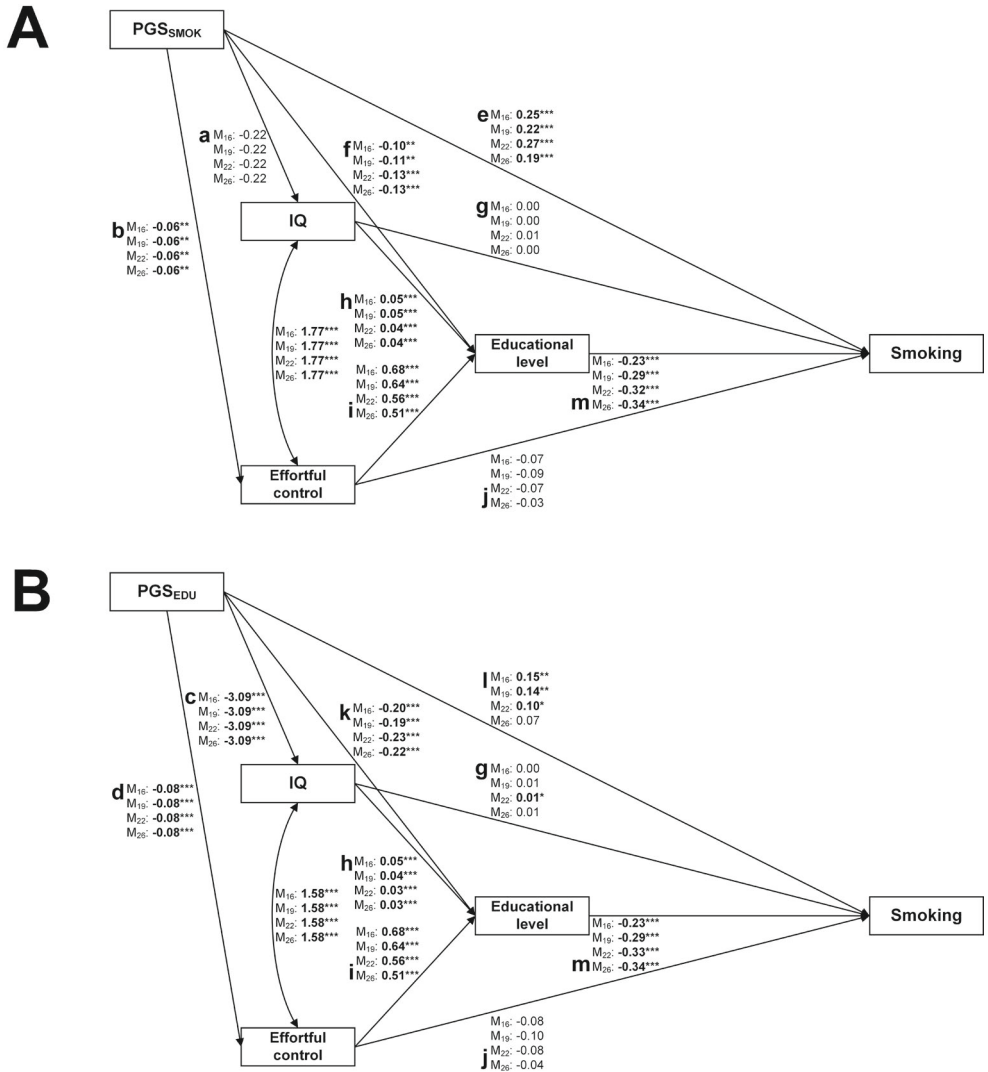 A
PGSSMOK
a
M16: -0.22
M19: -0.22
M22: -0.22
M26: -0.22
f
M16: -0.10**
M19: -0.11**
M22: -0.13***
M26: -0.13***
e
M16: 0.25***
M19: 0.22***
M22: 0.27***
M26: 0.19***
b
M16: -0.06**
M19: -0.06**
M22: -0.06**
M26: -0.06**
IQ
g
M16: 0.00
M19: 0.00
M22: 0.01
M26: 0.00
h
M16: 0.05***
M19: 0.05***
M22: 0.04***
M26: 0.04***
M16: 1.77***
M19: 1.77***
M22: 1.77***
M26: 1.77***
Educational
level
Smoking
i
M16: 0.68***
M19: 0.64***
M22: 0.56***
M26: 0.51***
m
M16: -0.23***
M19: -0.29***
M22: -0.32***
M26: -0.34***
Effortful
control
j
M16: -0.07
M19: -0.09
M22: -0.07
M26: -0.03
B
PGSEDU
c
M16: -3.09***
M19: -3.09***
M22: -3.09***
M26: -3.09***
k
M16: -0.20***
M19: -0.19***
M22: -0.23***
M26: -0.22***
l
M16: 0.15**
M19: 0.14**
M22: 0.10*
M26: 0.07
d
M16: -0.08***
M19: -0.08***
M22: -0.08***
M26: -0.08***
IQ
g
M16: 0.00
M19: 0.01
M22: 0.01*
M26: 0.01
h
M16: 0.05***
M19: 0.04***
M22: 0.03***
M26: 0.03***
M16: 1.58***
M19: 1.58***
M22: 1.58***
M26: 1.58***
Educational
level
Smoking
i
M16: 0.68***
M19: 0.64***
M22: 0.56***
M26: 0.51***
m
M16: -0.23***
M19: -0.29***
M22: -0.33***
M26: -0.34***
Effortful
control
j
M16: -0.08
M19: -0.10
M22: -0.08
M26: -0.04